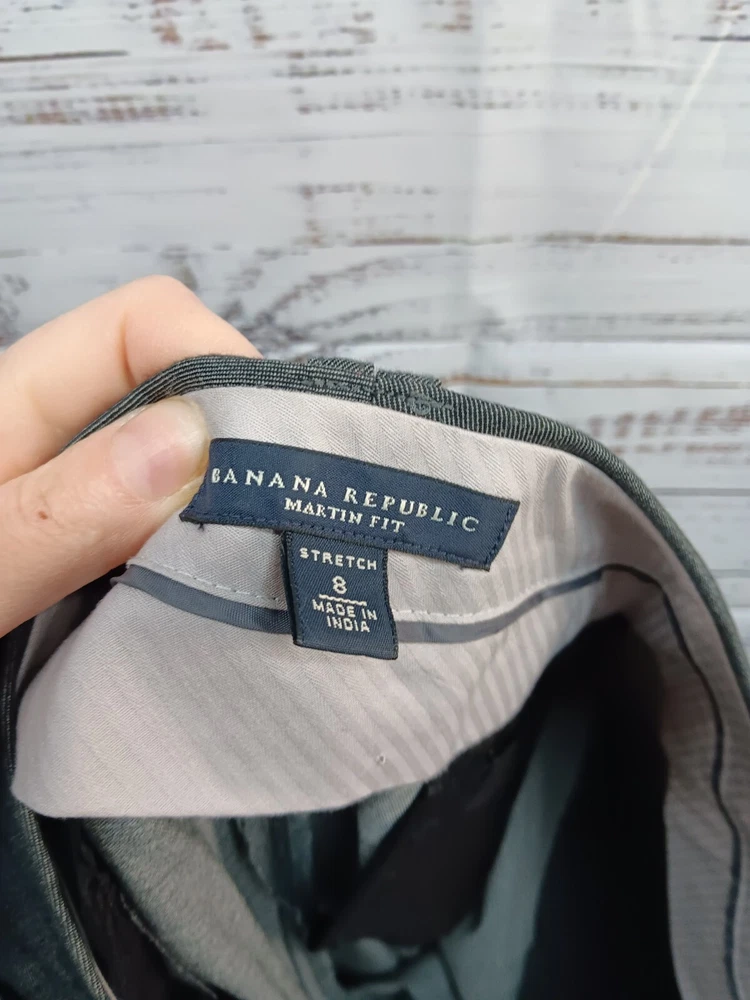 BANANA REPUBLIC
MARTIN FIT
STRETCH
8
MADE IN
INDIA